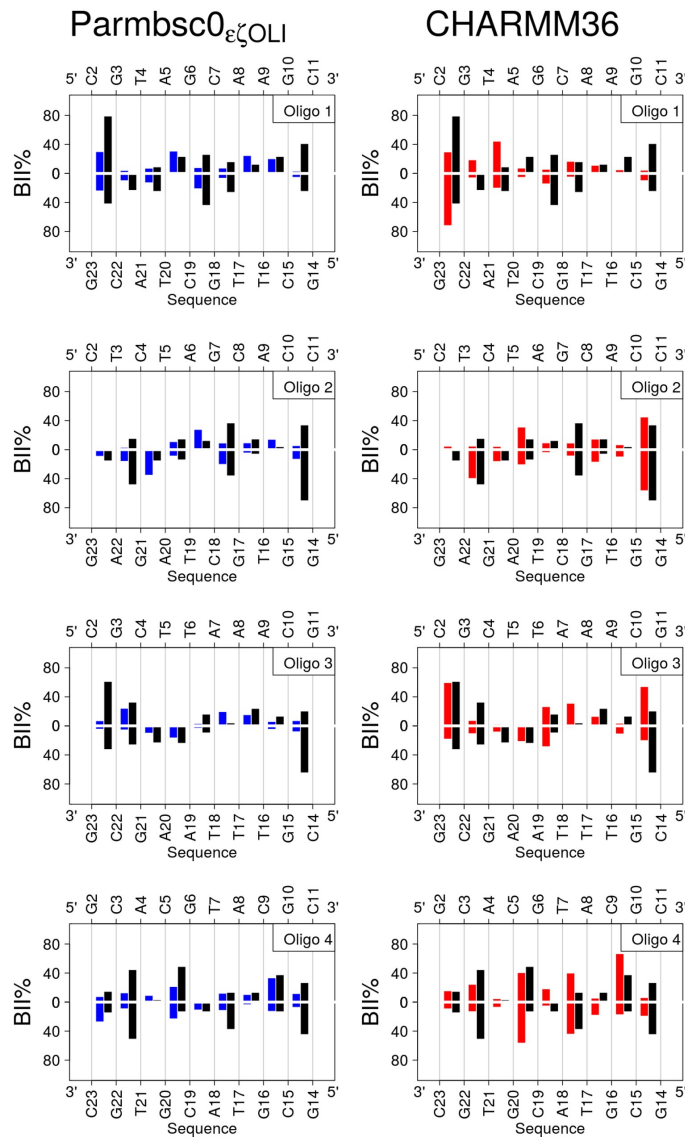 Parmbsc0εζOLI CHARMM36
5' C2 G3 T4 A5 G6 C7 A8 A9 G10 C11 3'
5' C2 G3 T4 A5 G6 C7 A8 A9 G10 C11 3'
Oligo 1
Oligo 1
BII%
80
40
0
40
80
BII%
80
40
0
40
80
3' G23 C22 A21 T20 C19 G18 T17 T16 C15 G14 5'
3' G23 C22 A21 T20 C19 G18 T17 T16 C15 G14 5'
Sequence
Sequence
5' C2 T3 C4 T5 A6 G7 C8 A9 C10 C11 3'
5' C2 T3 C4 T5 A6 G7 C8 A9 C10 C11 3'
Oligo 2
Oligo 2
BII%
80
40
0
40
80
BII%
80
40
0
40
80
3' G23 A22 G21 A20 T19 C18 G17 T16 G15 G14 5'
3' G23 A22 G21 A20 T19 C18 G17 T16 G15 G14 5'
Sequence
Sequence
5' C2 G3 C4 T5 T6 A7 A8 A9 C10 G11 3'
5' C2 G3 C4 T5 T6 A7 A8 A9 C10 G11 3'
Oligo 3
Oligo 3
BII%
80
40
0
40
80
BII%
80
40
0
40
80
3' G23 C22 G21 A20 A19 T18 T17 T16 G15 C14 5'
3' G23 C22 G21 A20 A19 T18 T17 T16 G15 C14 5'
Sequence
Sequence
5' G2 C3 A4 C5 G6 T7 A8 C9 G10 C11 3'
5' G2 C3 A4 C5 G6 T7 A8 C9 G10 C11 3'
Oligo 4
Oligo 4
BII%
80
40
0
40
80
BII%
80
40
0
40
80
3' C23 G22 T21 G20 C19 A18 T17 G16 C15 G14 5'
3' C23 G22 T21 G20 C19 A18 T17 G16 C15 G14 5'
Sequence
Sequence